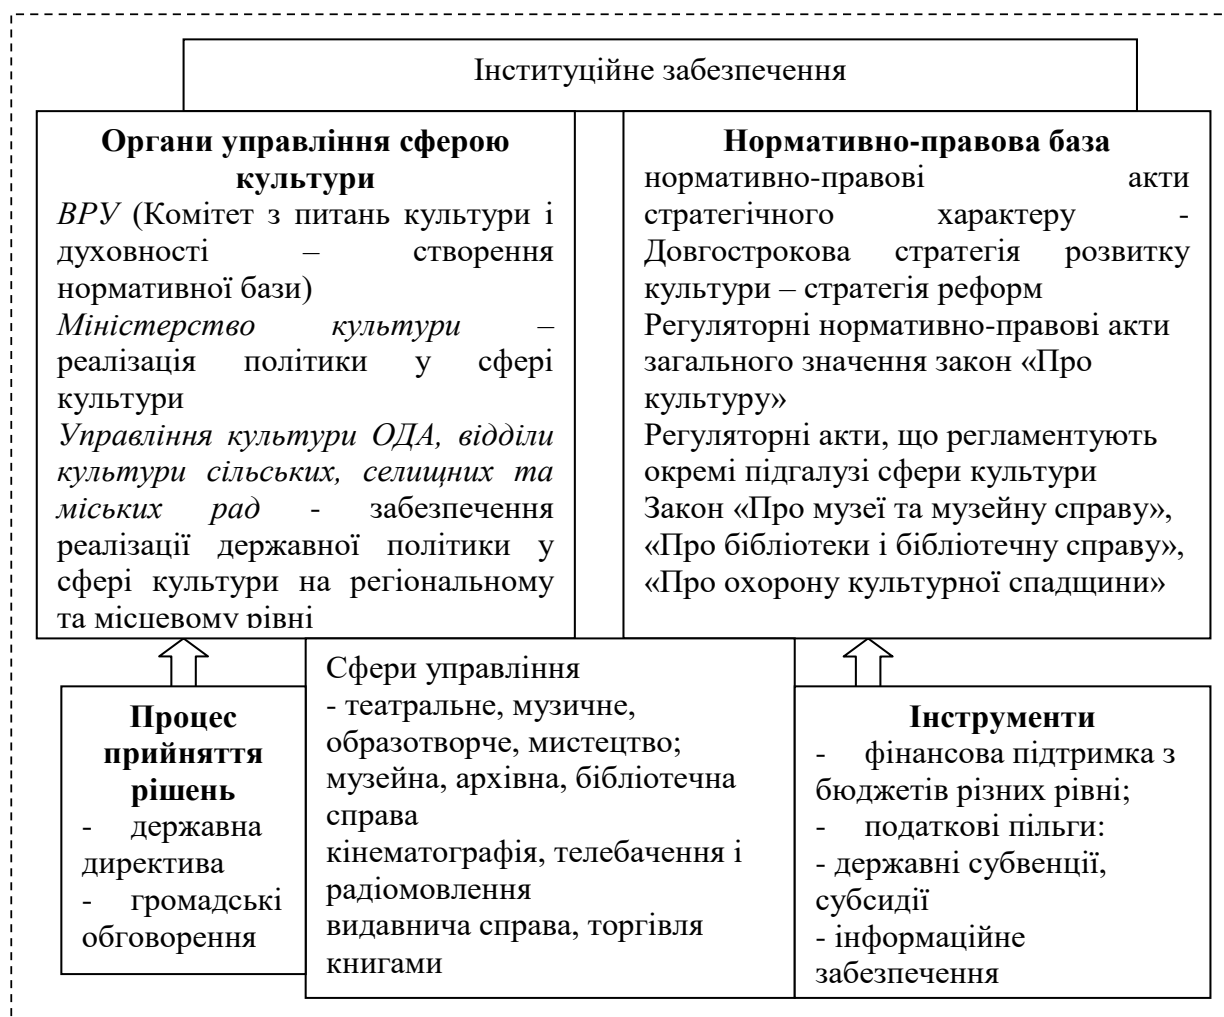 Інституційне забезпечення
Органи управління сферою
культури
ВРУ (Комітет з питань культури і
духовності – створення
нормативної бази)
Міністерство культури –
реалізація політики у сфері
культури
Управління культури ОДА, відділи
культури сільських, селищних та
міських рад - забезпечення
реалізації державної політики у
сфері культури на регіональному
та місцевому рівні
Нормативно-правова база
нормативно-правові акти
стратегічного характеру -
Довгострокова стратегія розвитку
культури – стратегія реформ
Регуляторні нормативно-правові акти
загального значення закон «Про
культуру»
Регуляторні акти, що регламентують
окремі підгалузі сфери культури
Закон «Про музеї та музейну справу»,
«Про бібліотеки і бібліотечну справу»,
«Про охорону культурної спадщини»
Процес
прийняття
рішень
- державна
директива
- громадські
обговорення
Сфери управління
- театральне, музичне,
образотворче, мистецтво;
музейна, архівна, бібліотечна
справа
кінематографія, телебачення і
радіомовлення
видавнича справа, торгівля
книгами
Інструменти
- фінансова підтримка з
бюджетів різних рівні;
- податкові пільги:
- державні субвенції,
субсидії
- інформаційне
забезпечення